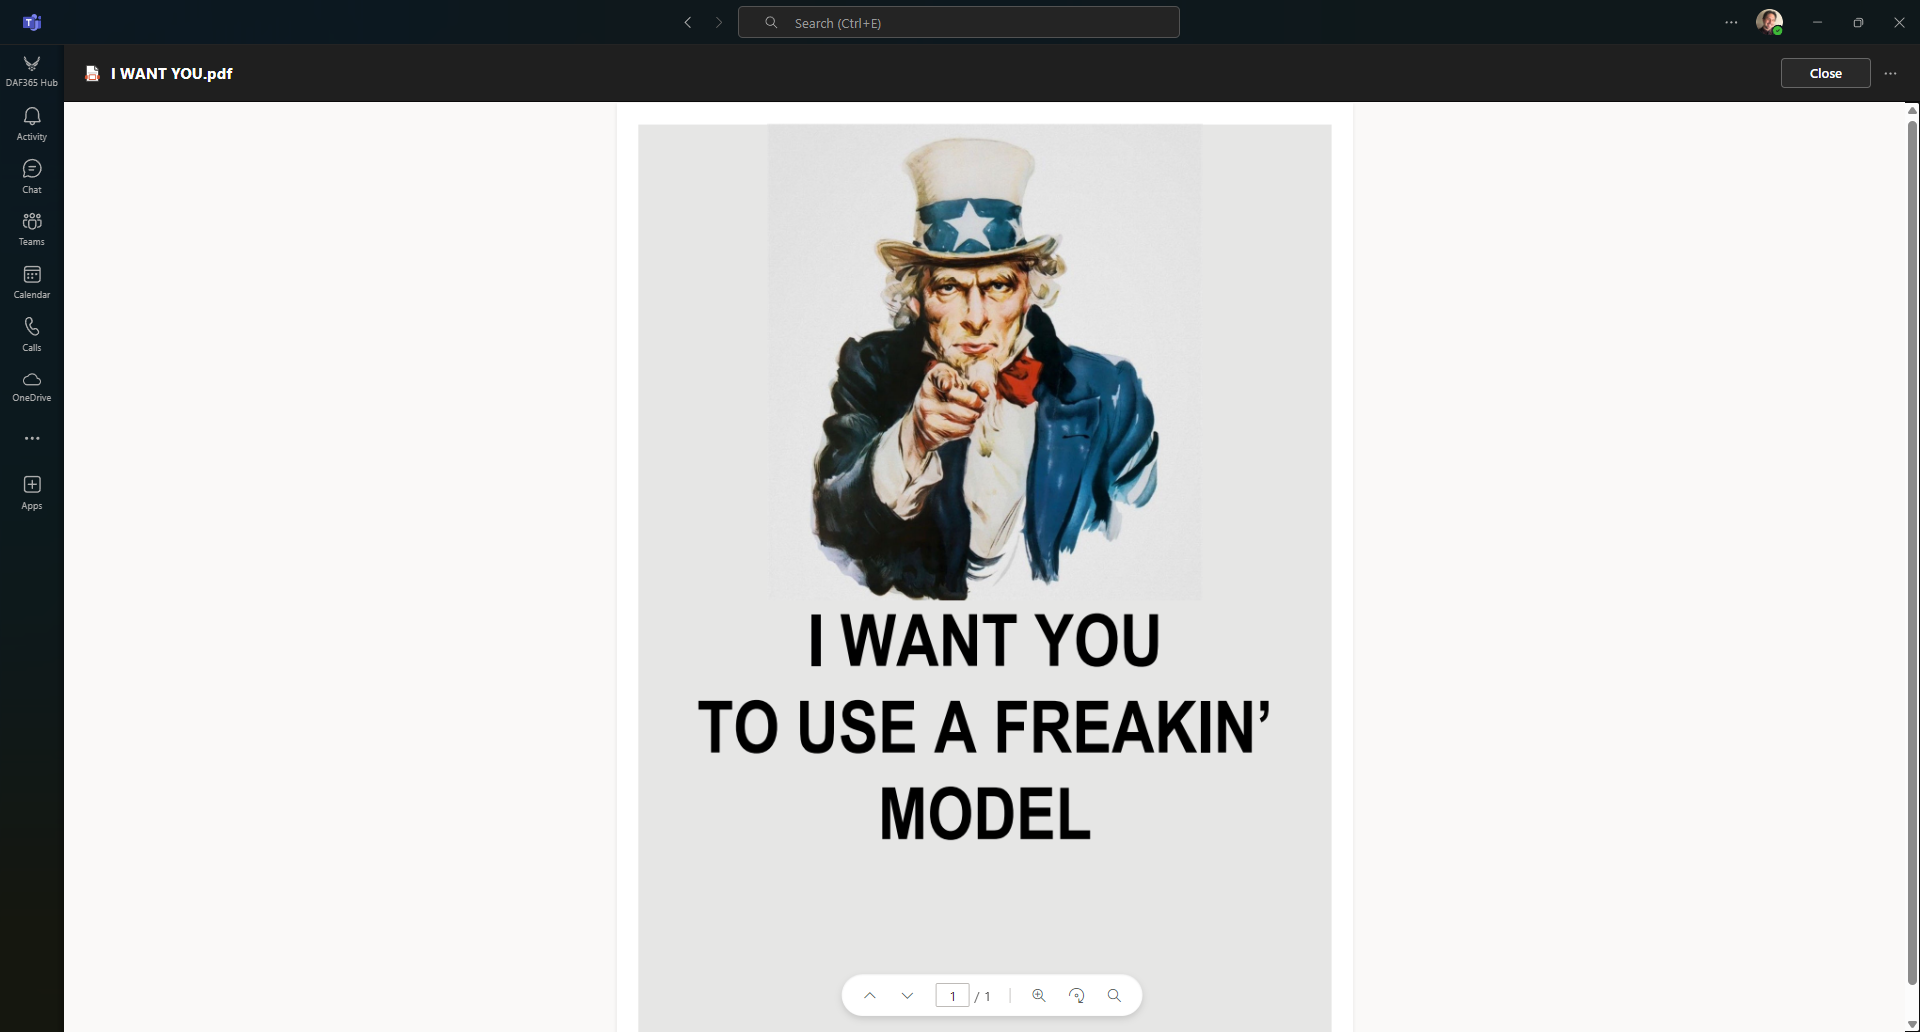 Search (Ctrl+E)
DAF365 Hub
I WANT YOU.pdf
Close
Activity
Chat
Teams
Calendar
Calls
OneDrive
Apps
I WANT YOU
TO USE A FREAKIN’
MODEL
1 / 1